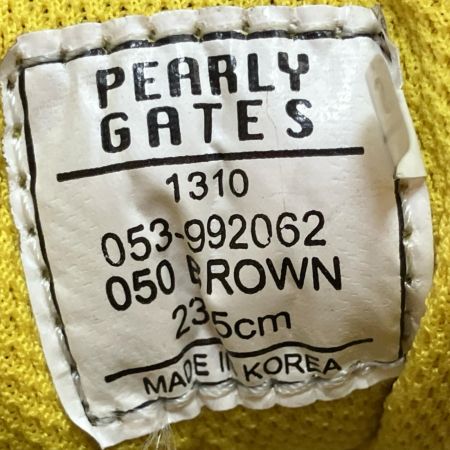 PEARLY
GATES
1310
053-992062
050 BROWN
23.5cm
MADE IN KOREA